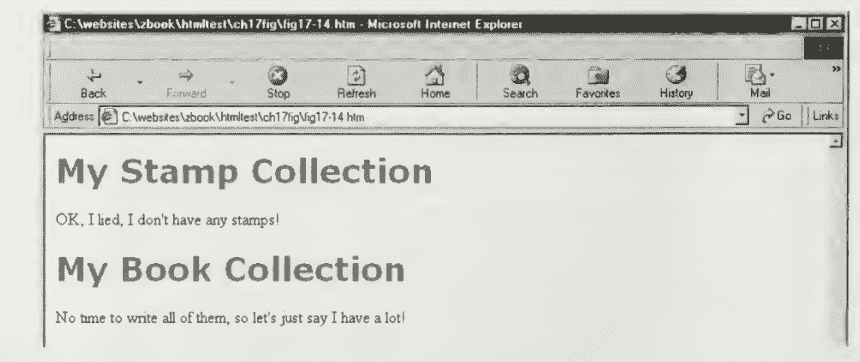 C:\websites\zbook\htmltest\ch17fig\fig17-14.htm - Microsoft Internet Explorer
Back Forward Stop Refresh Home Search Favorites History Mail »
Address C:\websites\zbook\htmltest\ch17fig\fig17-14.htm Go Links
My Stamp Collection
OK, I lied, I don't have any stamps!
My Book Collection
No time to write all of them, so let's just say I have a lot!